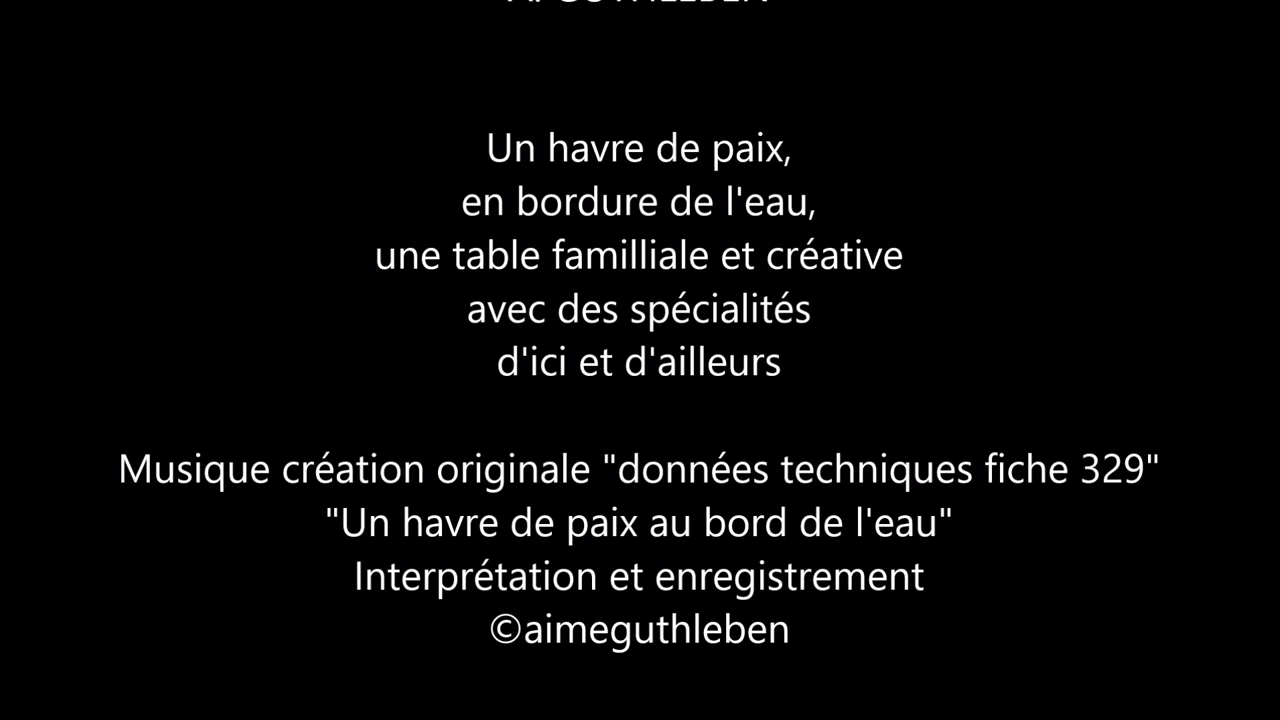 A. GUTHLEBEN
Un havre de paix,
en bordure de l'eau,
une table familliale et créative
avec des spécialités
d'ici et d'ailleurs
Musique création originale "données techniques fiche 329"
"Un havre de paix au bord de l'eau"
Interprétation et enregistrement
©aimeguthleben